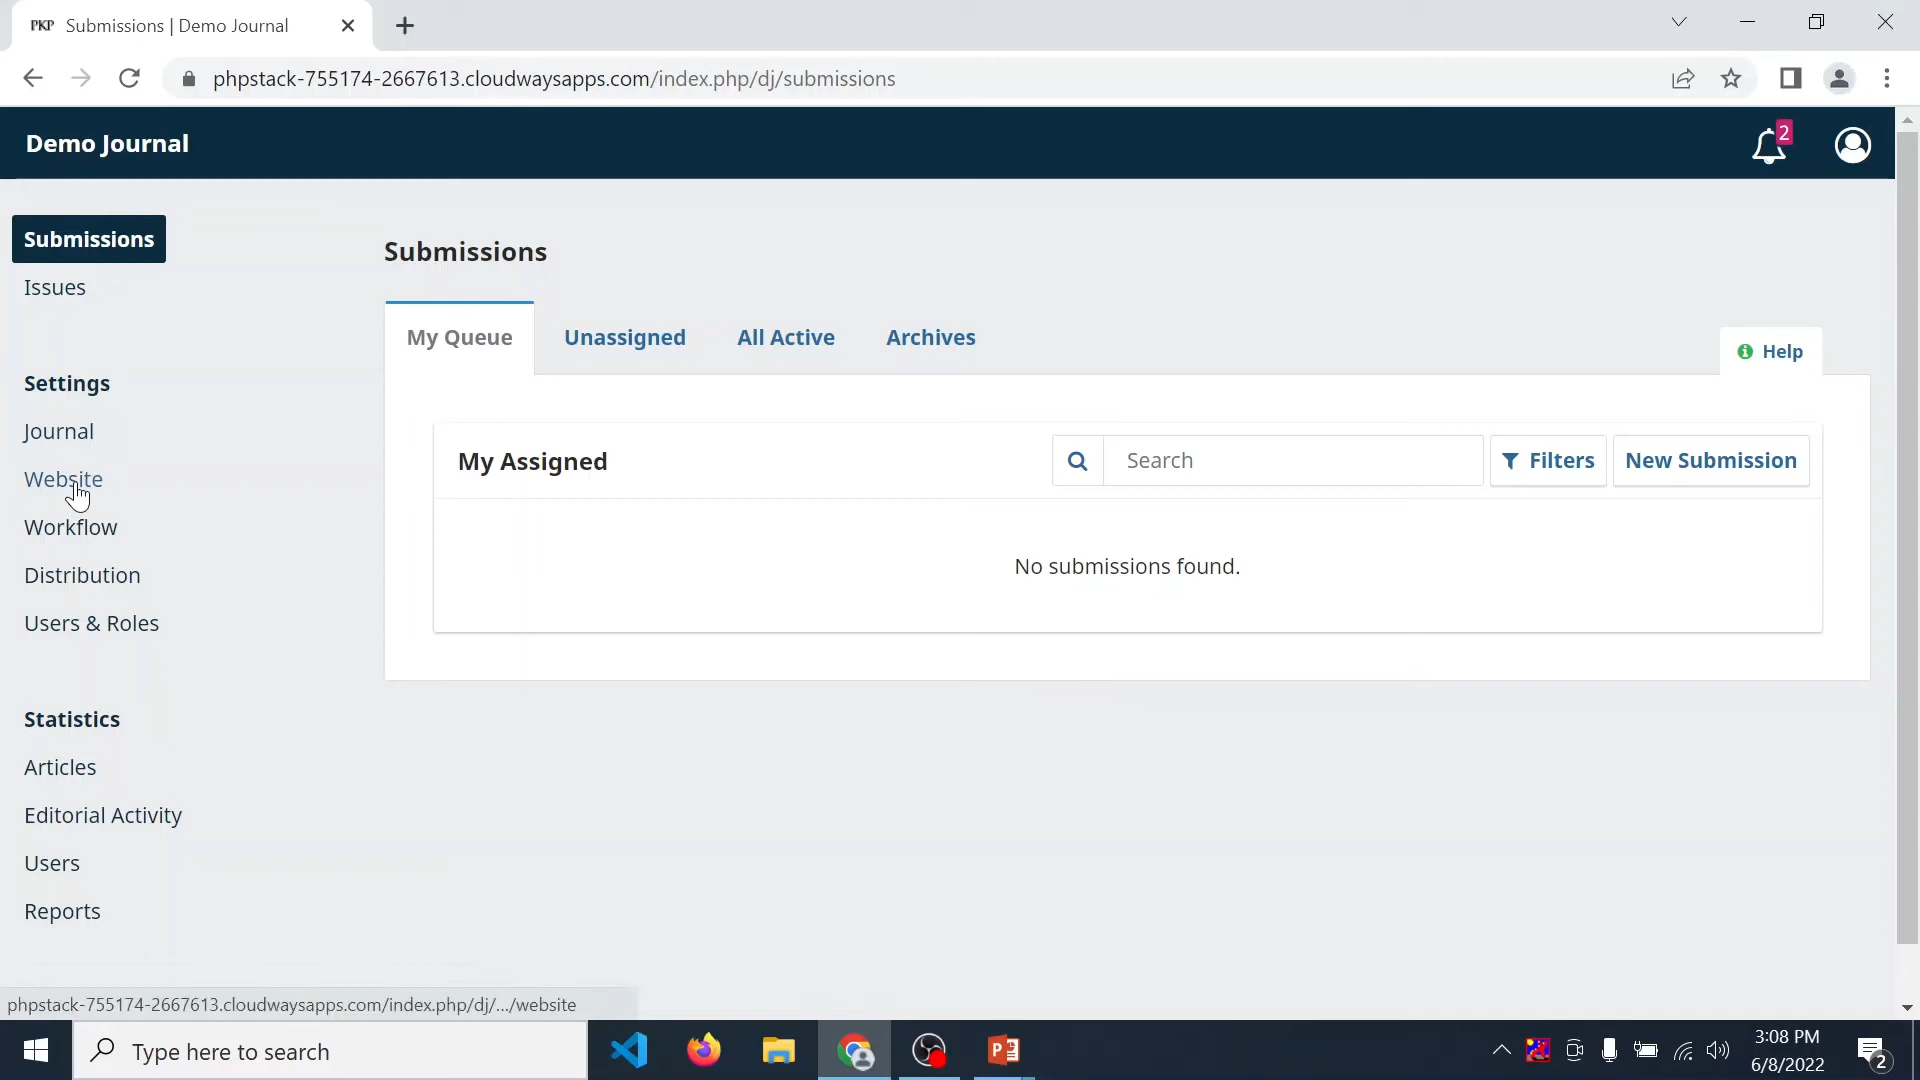 PKP Submissions | Demo Journal
phpstack-755174-2667613.cloudwaysapps.com/index.php/dj/submissions
Demo Journal
2
Submissions
Issues
Settings
Journal
Website
Workflow
Distribution
Users & Roles
Statistics
Articles
Editorial Activity
Users
Reports
Submissions
My Queue Unassigned All Active Archives
Help
My Assigned Search Filters New Submission
No submissions found.
phpstack-755174-2667613.cloudwaysapps.com/index.php/dj/.../website
Type here to search
3:08 PM
6/8/2022
2